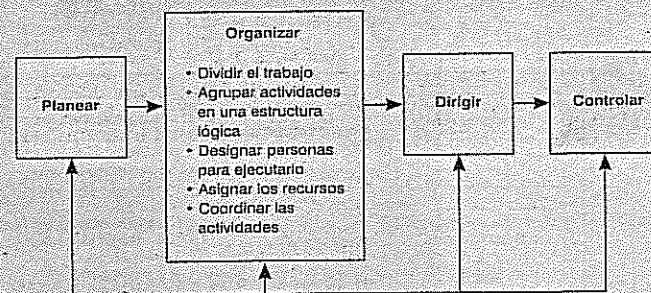 Planear
Organizar
• Dividir el trabajo
• Agrupar actividades
en una estructura
lógica
• Designar personas
para ejecutarlo
• Asignar los recursos
• Coordinar las
actividades
Dirigir
Controlar